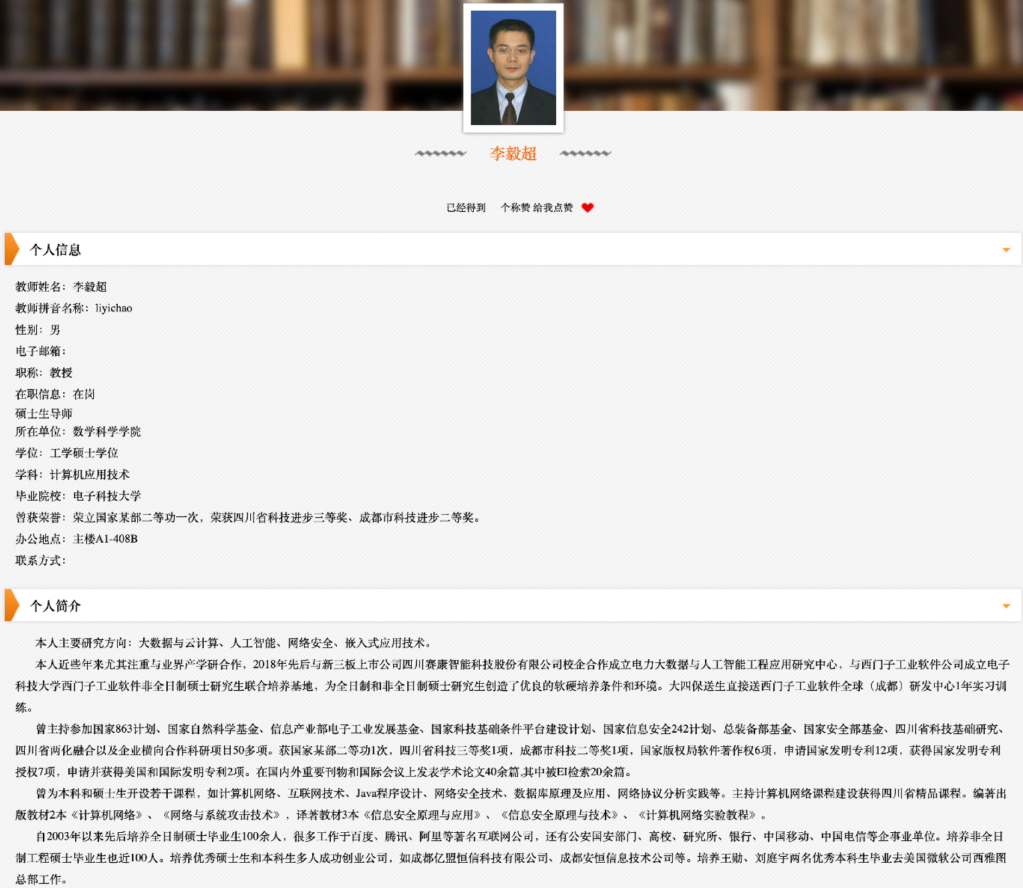 李毅超
已经得到 个称赞 给我点赞
个人信息
教师姓名：李毅超
教师拼音名称：liyichao
性别：男
电子邮箱：
职称：教授
在职信息：在岗
硕士生导师
所在单位：数学科学学院
学位：工学硕士学位
学科：计算机应用技术
毕业院校：电子科技大学
曾获荣誉：荣立国家某部二等功一次，荣获四川省科技进步三等奖、成都市科技进步二等奖。
办公地点：主楼A1-408B
联系方式：
个人简介
本人主要研究方向：大数据与云计算、人工智能、网络安全、嵌入式应用技术。
本人近些年来尤其注重与业界产学研合作，2018年先后与新三板上市公司四川赛康智能科技股份有限公司校企合作成立电力大数据与人工智能工程应用研究中心，与西门子工业软件公司成立电子
科技大学西门子工业软件非全日制硕士研究生联合培养基地，为全日制和非全日制硕士研究生创造了优良的软硬培养条件和环境。大四保送生直接送西门子工业软件全球（成都）研发中心1年实习训
练。
曾主持参加国家863计划、国家自然科学基金、信息产业部电子工业发展基金、国家科技基础条件平台建设计划、国家信息安全242计划、总装备部基金、国家安全部基金、四川省科技基础研究、
四川省两化融合以及企业横向合作科研项目50多项。获国家某部二等功1次，四川省科技三等奖1项，成都市科技二等奖1项，国家版权局软件著作权6项，申请国家发明专利12项，获得国家发明专利
授权7项，申请并获得美国和国际发明专利2项。在国内外重要刊物和国际会议上发表学术论文40余篇,其中被EI检索20余篇。
曾为本科和硕士生开设若干课程，如计算机网络、互联网技术、Java程序设计、网络安全技术、数据库原理及应用、网络协议分析实践等。主持计算机网络课程建设获得四川省精品课程。编著出
版教材2本《计算机网络》、《网络与系统攻击技术》，译著教材3本《信息安全原理与应用》、《信息安全原理与技术》、《计算机网络实验教程》。
自2003年以来先后培养全日制硕士毕业生100余人，很多工作于百度、腾讯、阿里等著名互联网公司，还有公安国安部门、高校、研究所、银行、中国移动、中国电信等企事业单位。培养非全日
制工程硕士毕业生也近100人。培养优秀硕士生和本科生多人成功创业公司，如成都亿盟恒信科技有限公司、成都安恒信息技术公司等。培养王勋、刘庭宇两名优秀本科生毕业去美国微软公司西雅图
总部工作。